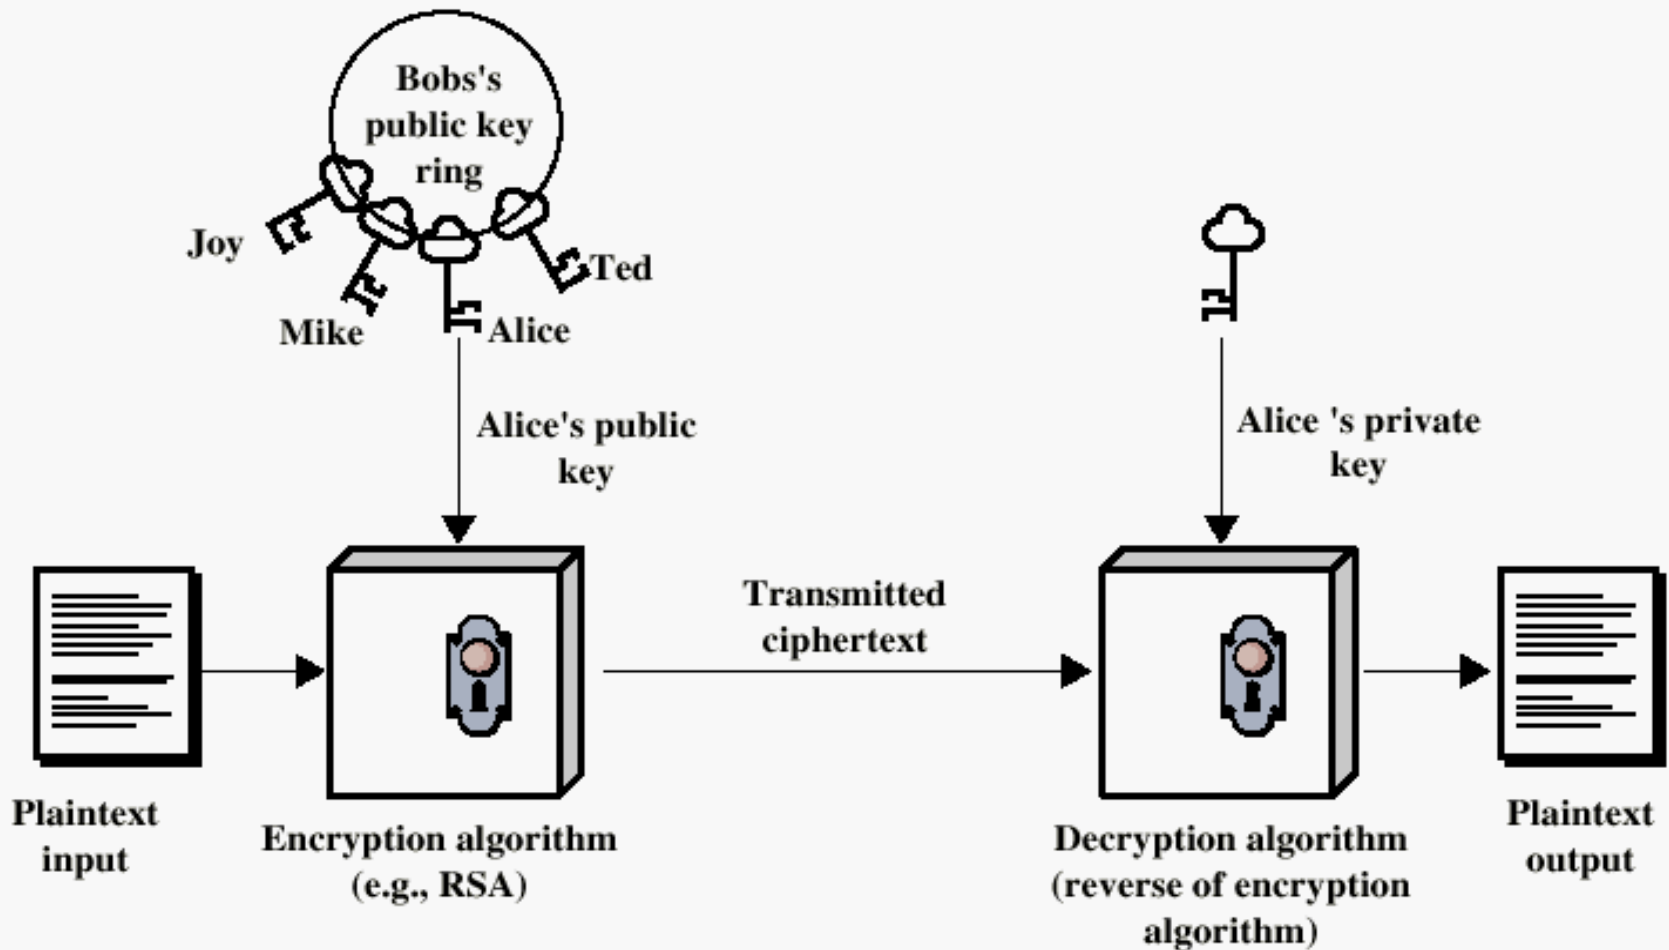 Bobs's
public key
ring
Joy
Ted
Mike
Alice
Alice's public
key
Alice 's private
key
Transmitted
ciphertext
Plaintext
input
Encryption algorithm
(e.g., RSA)
Decryption algorithm
(reverse of encryption
algorithm)
Plaintext
output